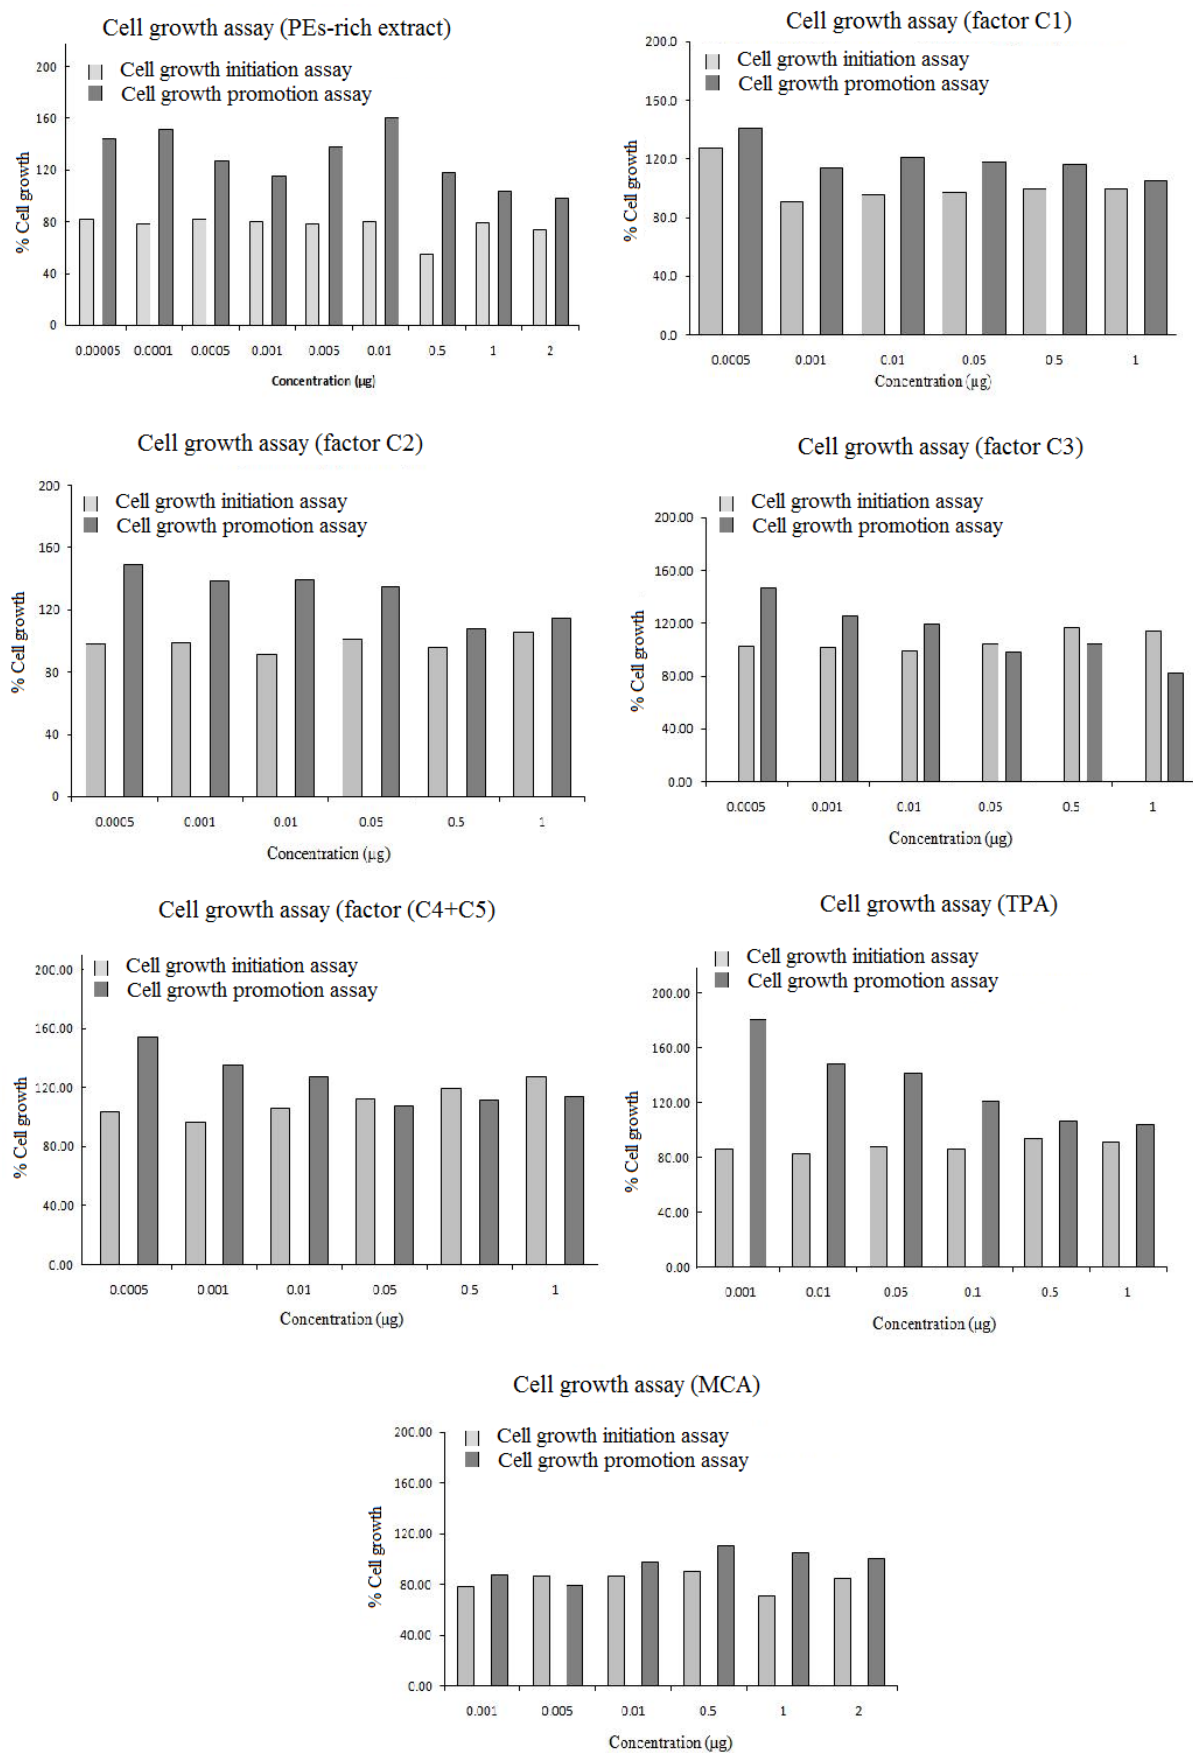 Cell growth assay (PEs-rich extract)
Cell growth initiation assay
Cell growth promotion assay
200
160
120
80
40
0
% Cell growth
0.00005 0.0001 0.0005 0.001 0.005 0.01 0.5 1 2
Concentration (µg)
Cell growth assay (factor C1)
Cell growth initiation assay
Cell growth promotion assay
200.0
150.0
120.0
80.0
40.0
0.0
% Cell growth
0.0005 0.001 0.01 0.05 0.5 1
Concentration (µg)
Cell growth assay (factor C2)
Cell growth initiation assay
Cell growth promotion assay
200
160
120
80
40
0
% Cell growth
0.0005 0.001 0.01 0.05 0.5 1
Concentration (µg)
Cell growth assay (factor C3)
Cell growth initiation assay
Cell growth promotion assay
200.00
160.00
120.00
80.00
40.00
0.00
% Cell growth
0.0005 0.001 0.01 0.05 0.5 1
Concentration (µg)
Cell growth assay (factor (C4+C5)
Cell growth initiation assay
Cell growth promotion assay
200.00
160.00
120.00
80.00
40.00
0.00
% Cell growth
0.0005 0.001 0.01 0.05 0.5 1
Concentration (µg)
Cell growth assay (TPA)
Cell growth initiation assay
Cell growth promotion assay
200.00
160.00
120.00
80.00
40.00
0.00
% Cell growth
0.001 0.01 0.05 0.1 0.5 1
Concentration (µg)
Cell growth assay (MCA)
Cell growth initiation assay
Cell growth promotion assay
200.00
160.00
120.00
80.00
40.00
0.00
% Cell growth
0.001 0.005 0.01 0.5 1 2
Concentration (µg)